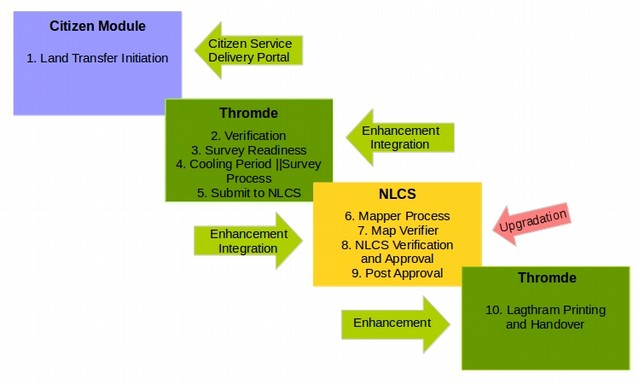 Citizen Module
1. Land Transfer Initiation
Citizen Service
Delivery Portal
Thromde
2. Verification
3. Survey Readiness
4. Cooling Period ||Survey
Process
5. Submit to NLCS
Enhancement
Integration
NLCS
6. Mapper Process
7. Map Verifier
8. NLCS Verification
and Approval
9. Post Approval
Enhancement
Integration
Upgradation
Thromde
10. Lagthram Printing
and Handover
Enhancement